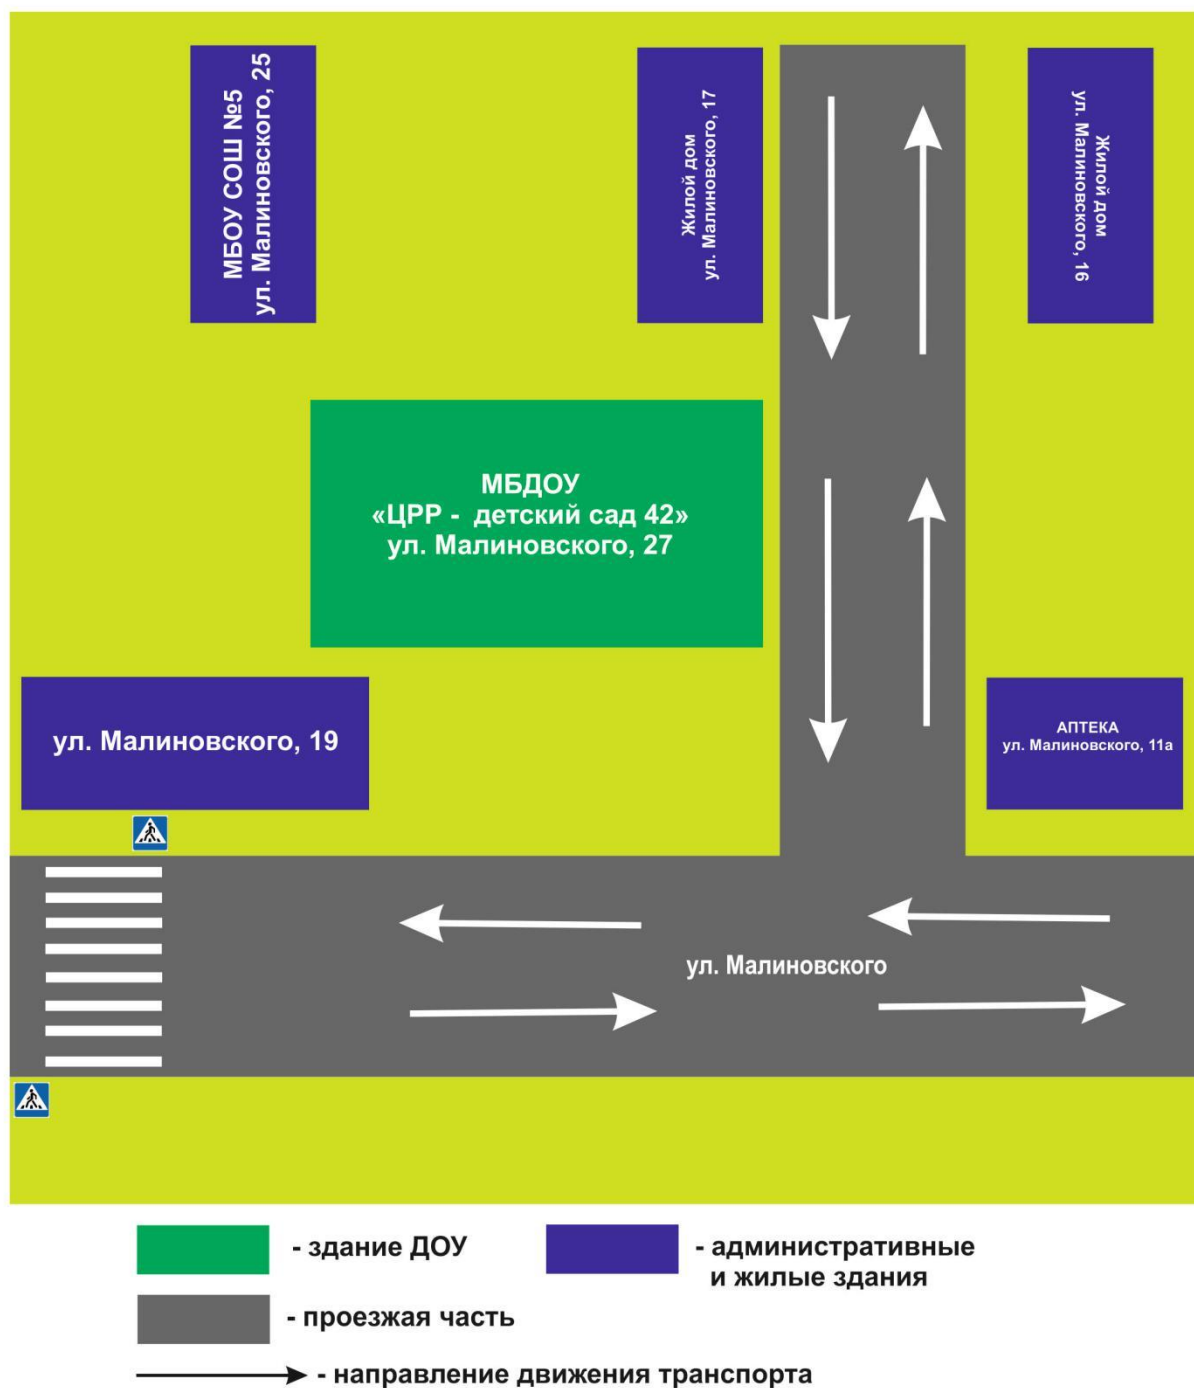 МБОУ СОШ №5
ул. Малиновского, 25
Жилой дом
ул. Малиновского, 17
Жилой дом
ул. Малиновского, 16
МБДОУ
«ЦРР - детский сад 42»
ул. Малиновского, 27
ул. Малиновского, 19
АПТЕКА
ул. Малиновского, 11а
ул. Малиновского
- здание ДОУ
- административные
и жилые здания
- проезжая часть
- направление движения транспорта